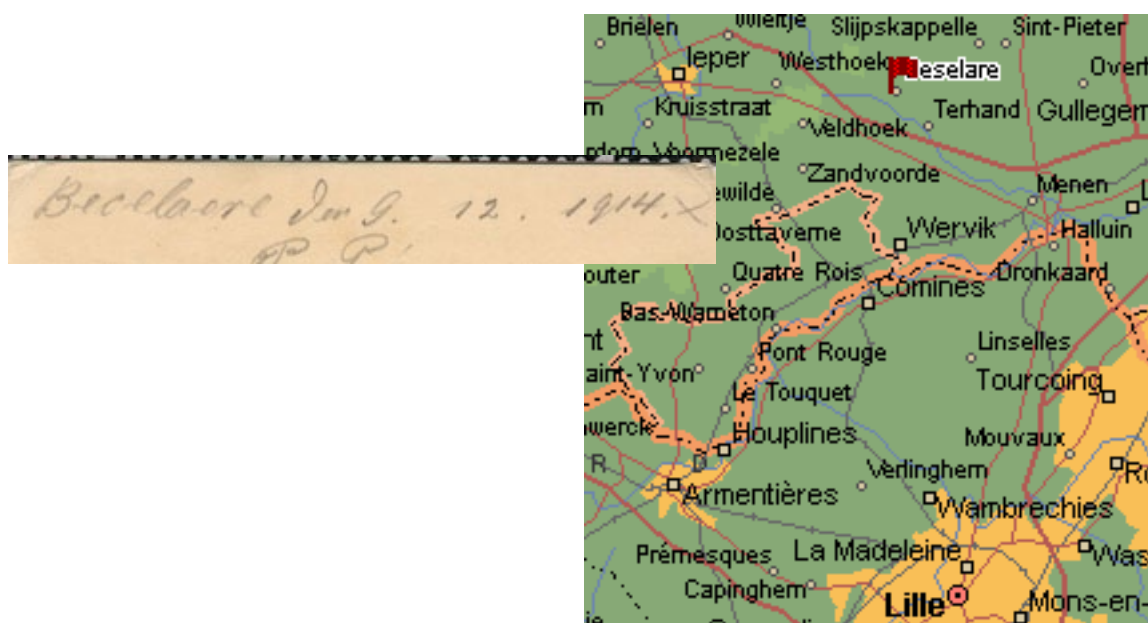 Becelaere den 9. 12. 1914.
P. P.
Brielen
Wieltje
Slijpskappelle
Sint-Pieter
Ieper
Westhoek
Beselare
Kruisstraat
Terhand
Gullegem
Veldhoek
Voormezele
Zandvoorde
Menen
Oosttaverne
Wervik
Halluin
Quatre Rois
Dronkaard
Comines
Bas-Warneton
Linselles
Pont Rouge
Tourcoing
Le Touquet
Houplines
Mouvaux
R
D
Verlinghem
Armentières
Wambrechies
Prémesques
La Madeleine
Capinghem
Lille
Mons-en-